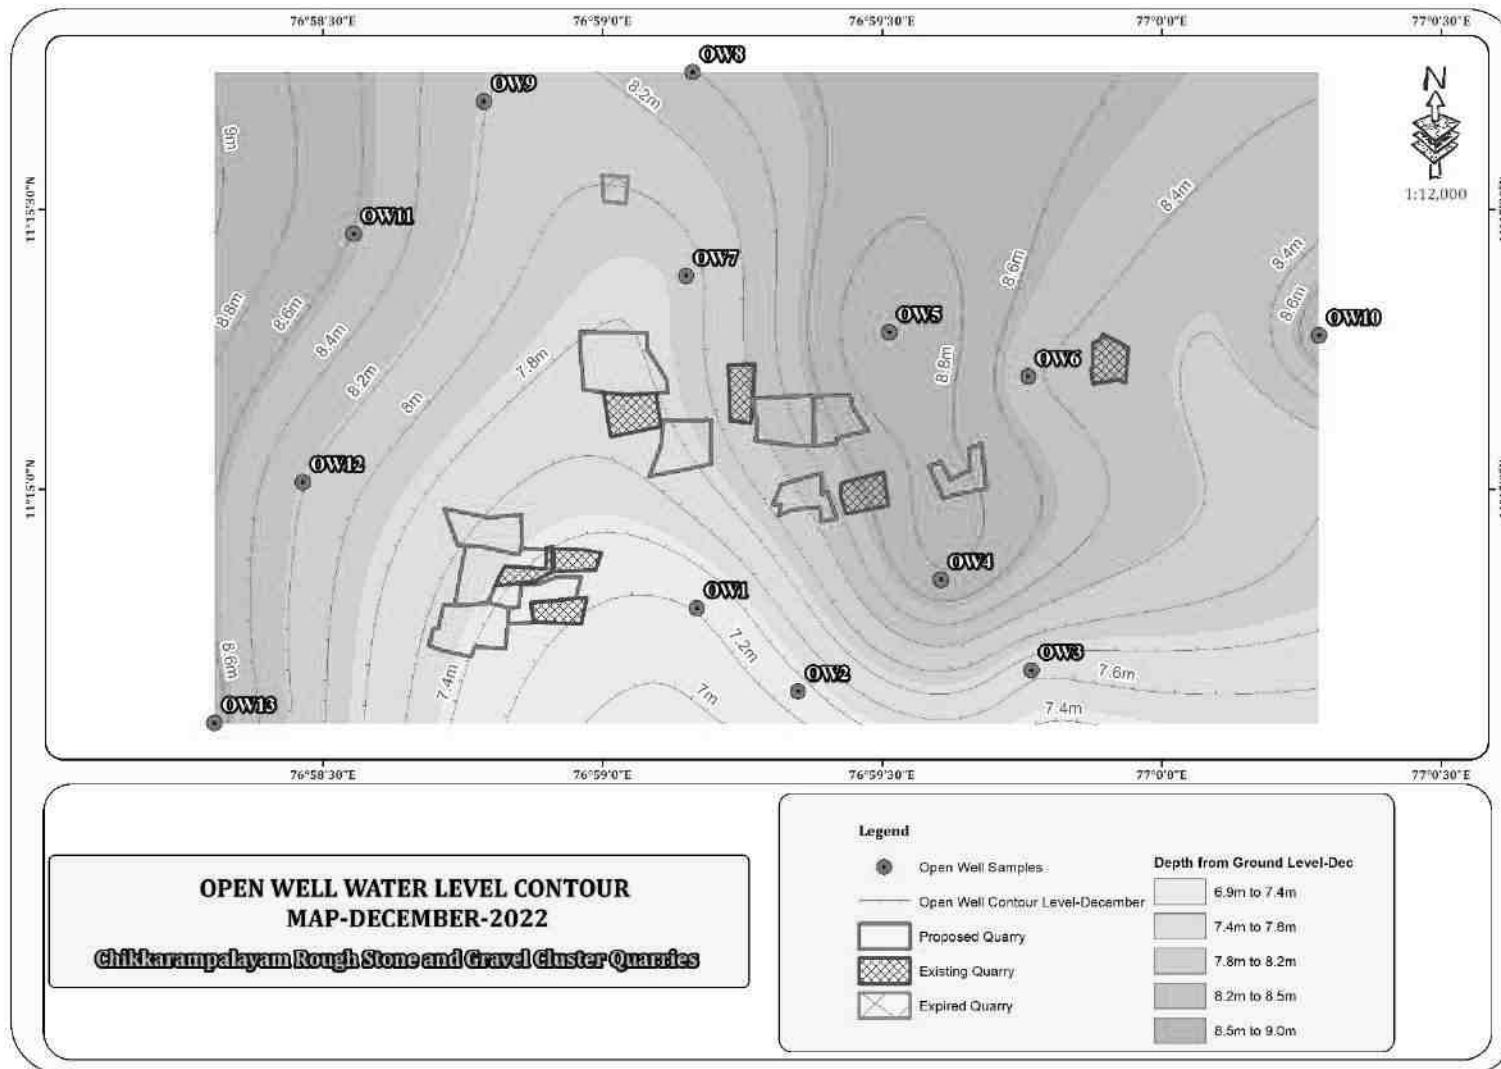 76°58'30"E 76°59'0"E 76°59'30"E 77°0'0"E 77°0'30"E
OW8
OW9
8.2m
N
9m
1:12,000
8.4m
11°15'30"N
OW11
8.4m
OW7
8.6m
8.8m
8.6m
8.6m
OW10
OW5
8.4m
7.8m
8.8m
OW6
8.2m
8m
OW12
11°15'0"N
OW4
OW1
7.2m
8.6m
7.4m
OW3
7.6m
OW2
7m
OW13
7.4m
76°58'30"E 76°59'0"E 76°59'30"E 77°0'0"E 77°0'30"E
OPEN WELL WATER LEVEL CONTOUR
MAP-DECEMBER-2022
Chikkarampalayam Rough Stone and Gravel Cluster Quarries
Legend
Open Well Samples
Open Well Contour Level-December
Proposed Quarry
Existing Quarry
Expired Quarry
Depth from Ground Level-Dec
6.9m to 7.4m
7.4m to 7.8m
7.8m to 8.2m
8.2m to 8.5m
8.5m to 9.0m